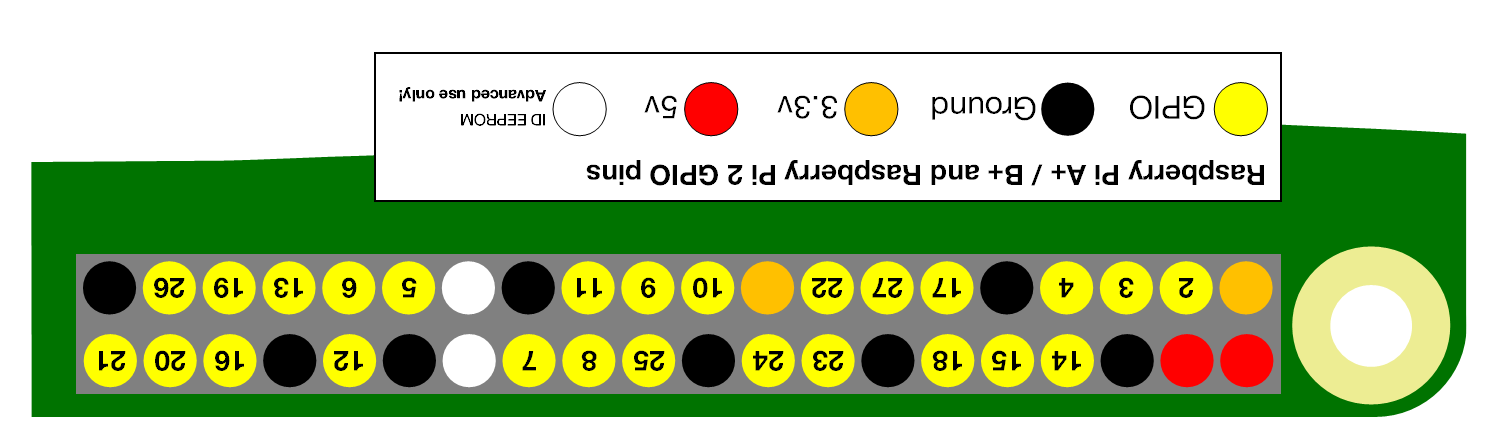 14 15 18 23 24 25 8 7 12 16 20 21
2 3 4 17 27 22 10 9 11 5 6 13 19 26
Raspberry Pi A+ / B+ and Raspberry Pi 2 GPIO pins
GPIO Ground 3.3v 5v ID EEPROM
Advanced use only!